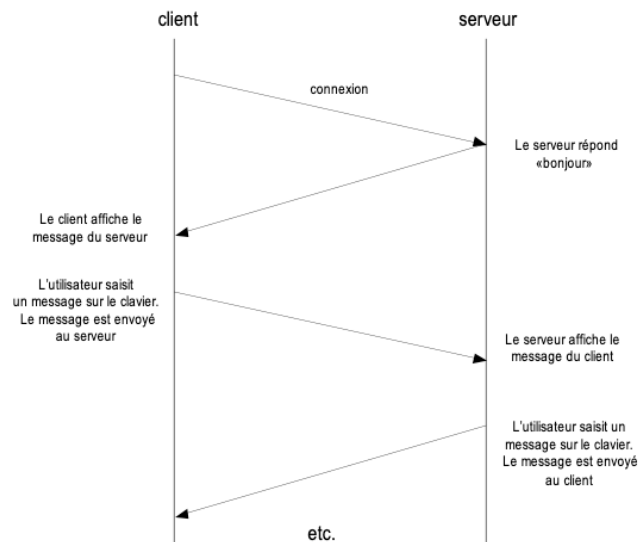 client
serveur
connexion
Le serveur répond
«bonjour»
Le client affiche le
message du serveur
L'utilisateur saisit
un message sur le clavier.
Le message est envoyé
au serveur
Le serveur affiche le
message du client
L'utilisateur saisit un
message sur le clavier.
Le message est envoyé
au client
etc.